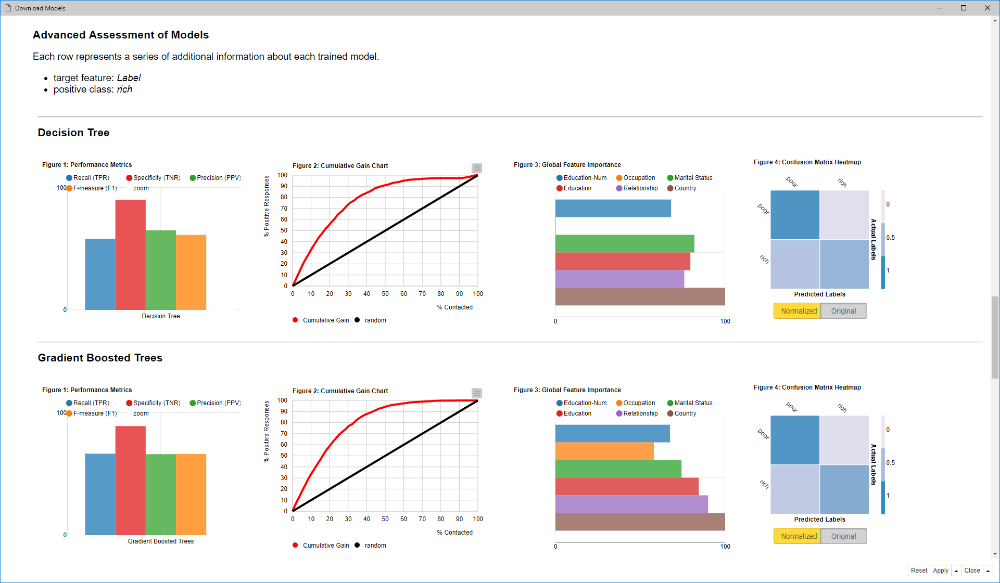 Download Models
Advanced Assessment of Models
Each row represents a series of additional information about each trained model.
target feature: Label
positive class: rich
Decision Tree
Figure 1: Performance Metrics
Recall (TPR) Specificity (TNR) Precision (PPV)
F-measure (F1) zoom
100
0
Decision Tree
Figure 2: Cumulative Gain Chart
% Positive Responses
100
90
80
70
60
50
40
30
20
10
0
0 10 20 30 40 50 60 70 80 90 100
% Contacted
Cumulative Gain random
Figure 3: Global Feature Importance
Education-Num Occupation Marital Status
Education Relationship Country
0 100
Figure 4: Confusion Matrix Heatmap
poor rich
poor
rich
Actual Labels
0
0.5
1
Predicted Labels
Normalized Original
Gradient Boosted Trees
Figure 1: Performance Metrics
Recall (TPR) Specificity (TNR) Precision (PPV)
F-measure (F1) zoom
100
0
Gradient Boosted Trees
Figure 2: Cumulative Gain Chart
% Positive Responses
100
90
80
70
60
50
40
30
20
10
0
0 10 20 30 40 50 60 70 80 90 100
% Contacted
Cumulative Gain random
Figure 3: Global Feature Importance
Education-Num Occupation Marital Status
Education Relationship Country
0 100
Figure 4: Confusion Matrix Heatmap
poor rich
poor
rich
Actual Labels
0
0.5
1
Predicted Labels
Normalized Original
Reset Apply Close